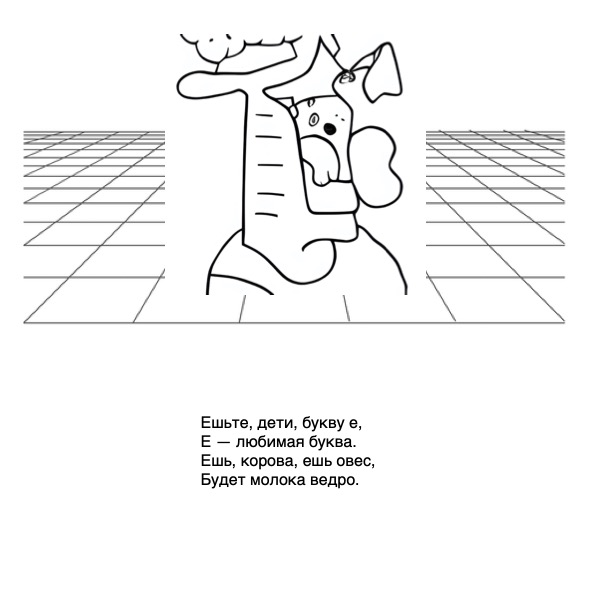 Ешьте, дети, букву е,
Е — любимая буква.
Ешь, корова, ешь овес,
Будет молока ведро.